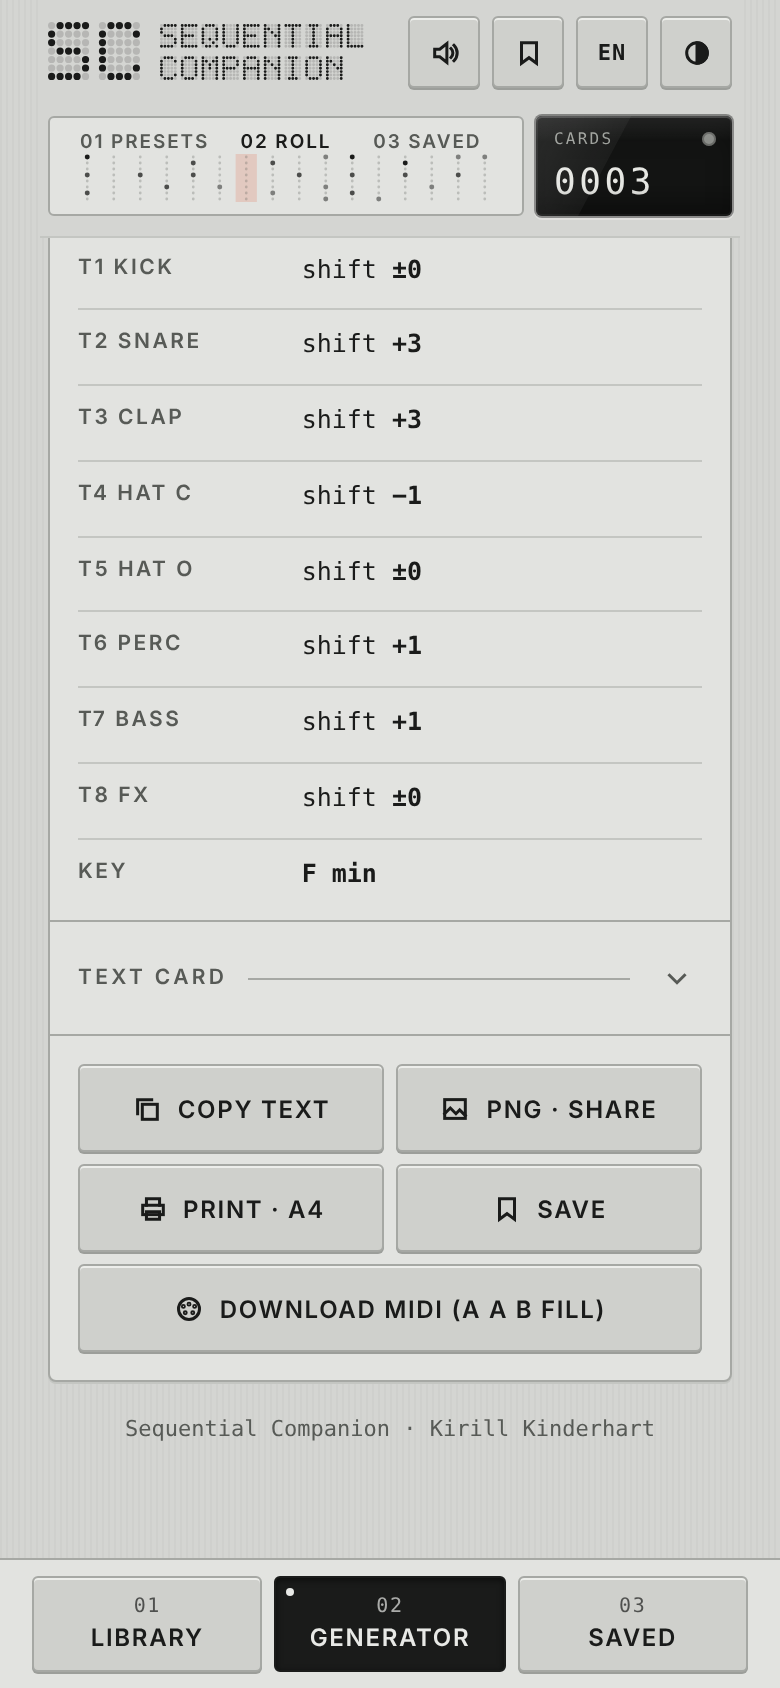 SC
SEQUENTIAL
COMPANION
EN
01 PRESETS
02 ROLL
03 SAVED
CARDS
0003
T1 KICK
shift ±0
T2 SNARE
shift +3
T3 CLAP
shift +3
T4 HAT C
shift −1
T5 HAT O
shift ±0
T6 PERC
shift +1
T7 BASS
shift +1
T8 FX
shift ±0
KEY
F min
TEXT CARD
COPY TEXT
PNG · SHARE
PRINT · A4
SAVE
DOWNLOAD MIDI (A A B FILL)
Sequential Companion · Kirill Kinderhart
01
LIBRARY
02
GENERATOR
03
SAVED